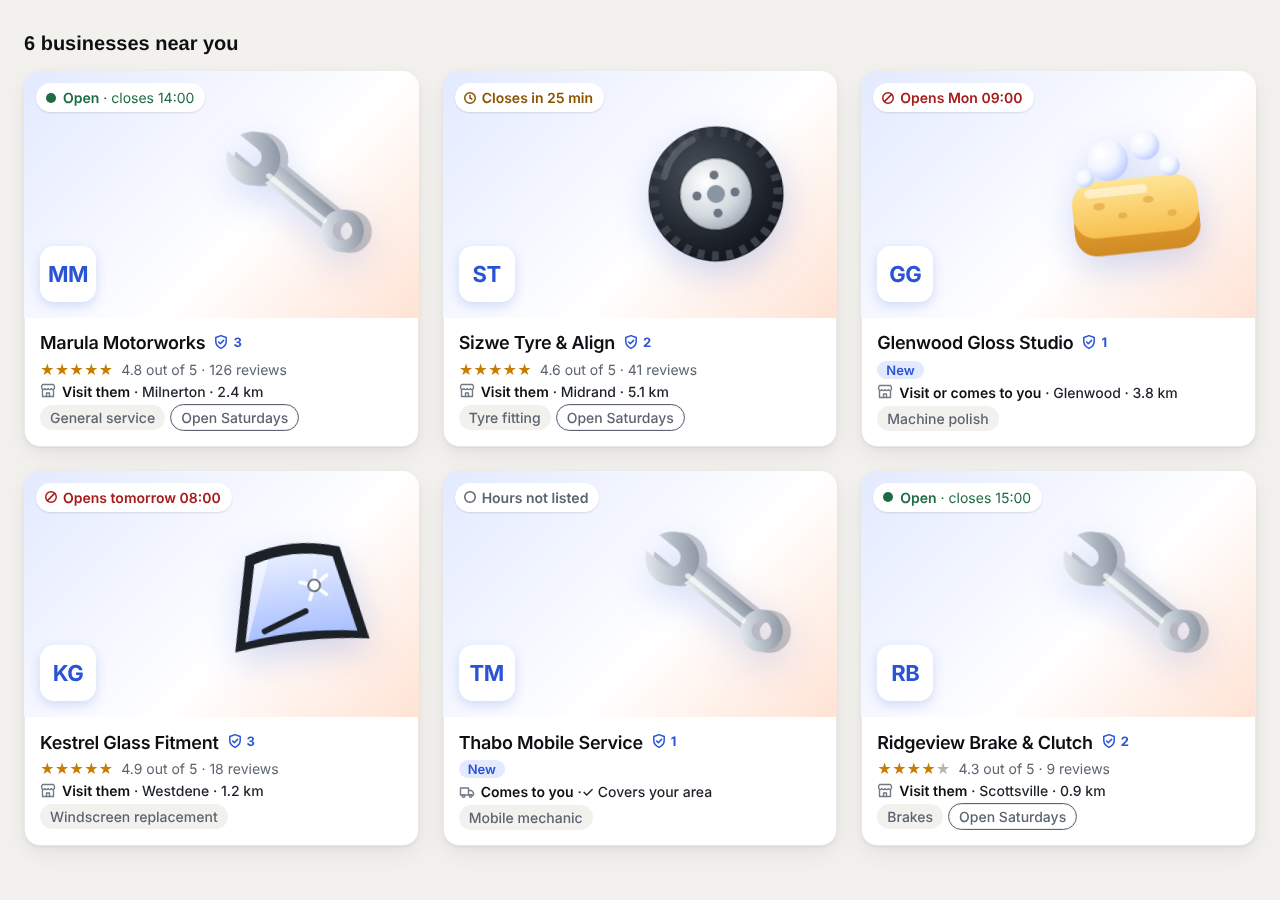 6 businesses near you
Open · closes 14:00
MM
Marula Motorworks 3
★★★★★ 4.8 out of 5 · 126 reviews
Visit them · Milnerton · 2.4 km
General service Open Saturdays
Closes in 25 min
ST
Sizwe Tyre & Align 2
★★★★★ 4.6 out of 5 · 41 reviews
Visit them · Midrand · 5.1 km
Tyre fitting Open Saturdays
Opens Mon 09:00
GG
Glenwood Gloss Studio 1
New
Visit or comes to you · Glenwood · 3.8 km
Machine polish
Opens tomorrow 08:00
KG
Kestrel Glass Fitment 3
★★★★★ 4.9 out of 5 · 18 reviews
Visit them · Westdene · 1.2 km
Windscreen replacement
Hours not listed
TM
Thabo Mobile Service 1
New
Comes to you ·✓ Covers your area
Mobile mechanic
Open · closes 15:00
RB
Ridgeview Brake & Clutch 2
★★★★★ 4.3 out of 5 · 9 reviews
Visit them · Scottsville · 0.9 km
Brakes Open Saturdays